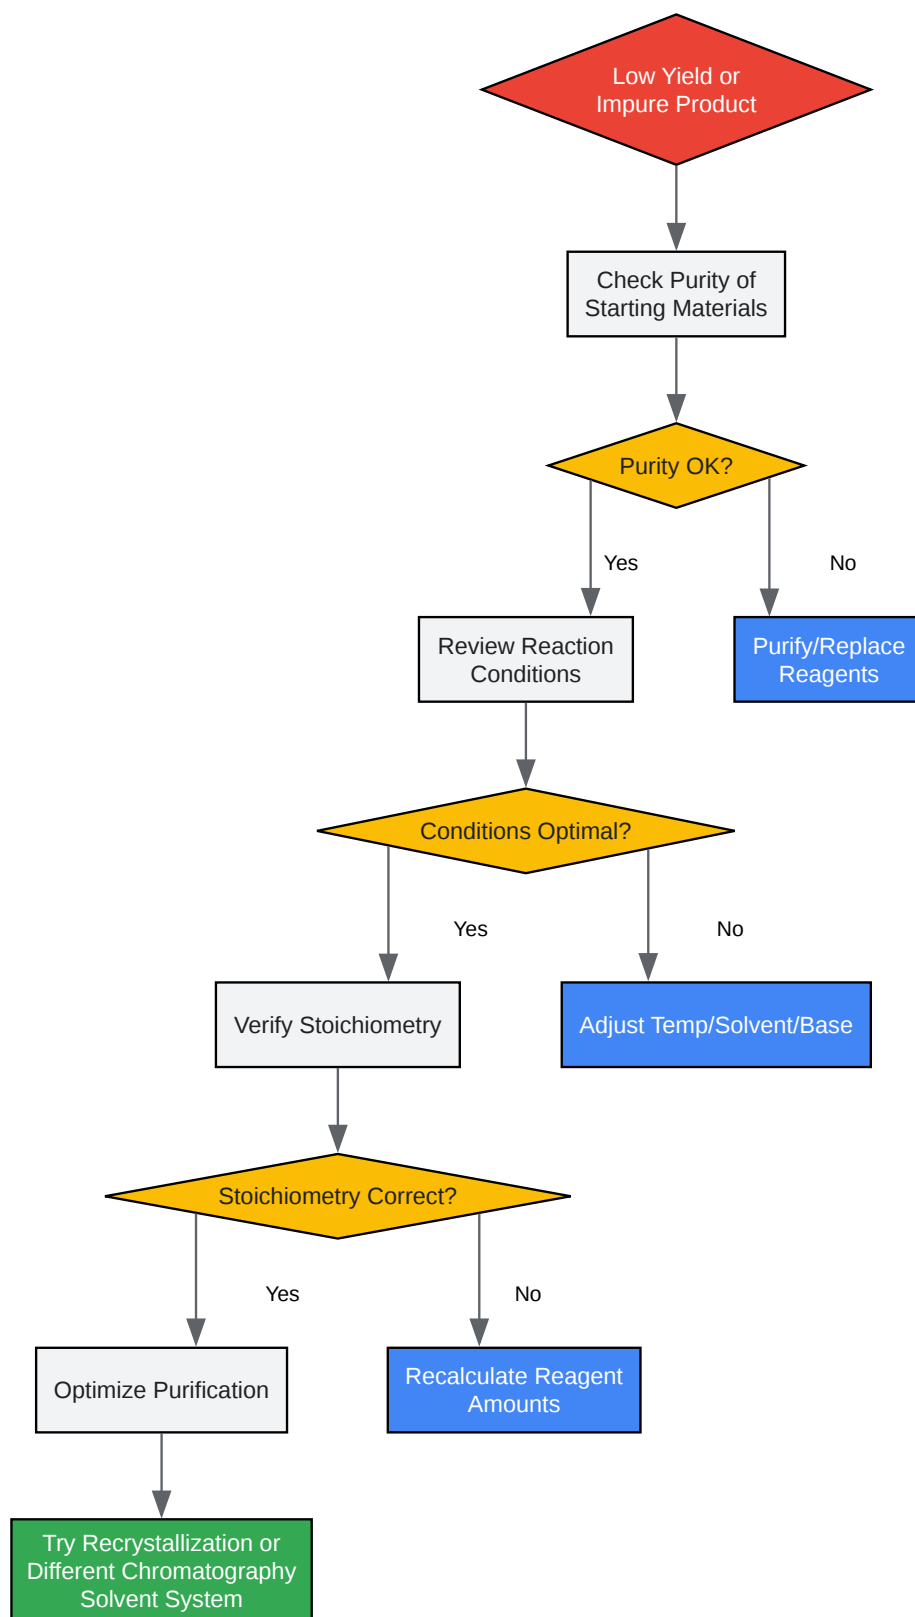 Low Yield or
Impure Product
Check Purity of
Starting Materials
Purity OK?
Yes
No
Review Reaction
Conditions
Purify/Replace
Reagents
Conditions Optimal?
Yes
No
Verify Stoichiometry
Adjust Temp/Solvent/Base
Stoichiometry Correct?
Yes
No
Optimize Purification
Recalculate Reagent
Amounts
Try Recrystallization or
Different Chromatography
Solvent System